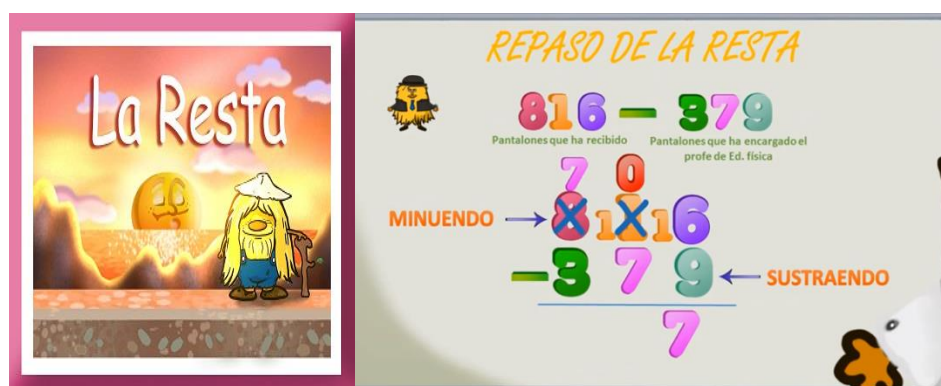 La Resta
REPASO DE LA RESTA
816 - 379
Pantalones que ha recibido
Pantalones que ha encargado el
profe de Ed. física
7 0
MINUENDO 8 1 1 1 6
- 3 7 9 SUSTRAENDO
7